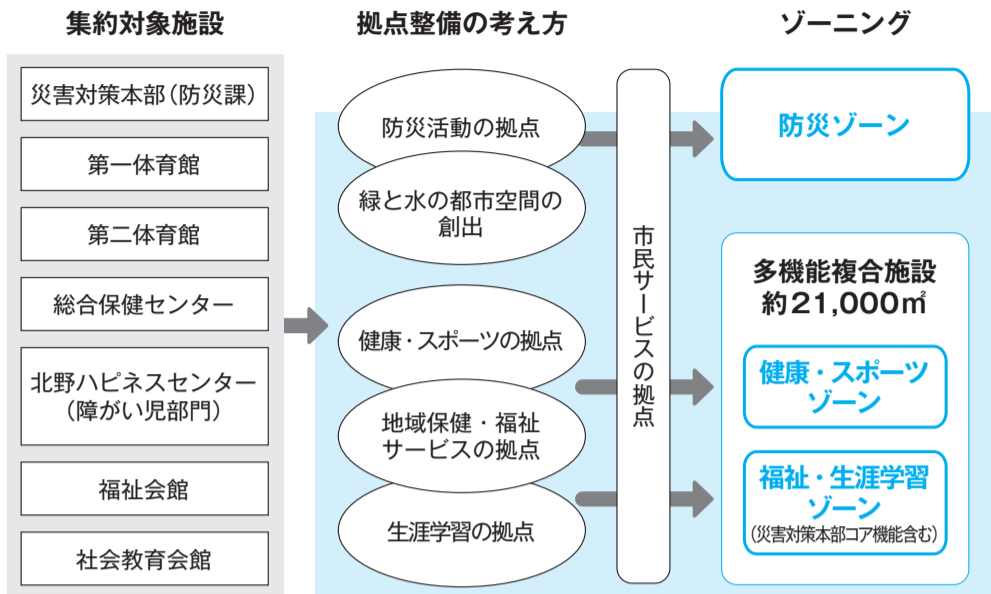 集約対象施設
災害対策本部(防災課)
第一体育館
第二体育館
総合保健センター
北野ハピネスセンター
(障がい児部門)
福祉会館
社会教育会館
拠点整備の考え方
防災活動の拠点
緑と水の都市空間の
創出
健康・スポーツの拠点
地域保健・福祉
サービスの拠点
生涯学習の拠点
市民サービスの拠点
ゾーニング
防災ゾーン
多機能複合施設
約21,000㎡
健康・スポーツ
ゾーン
福祉・生涯学習
ゾーン
(災害対策本部コア機能含む)